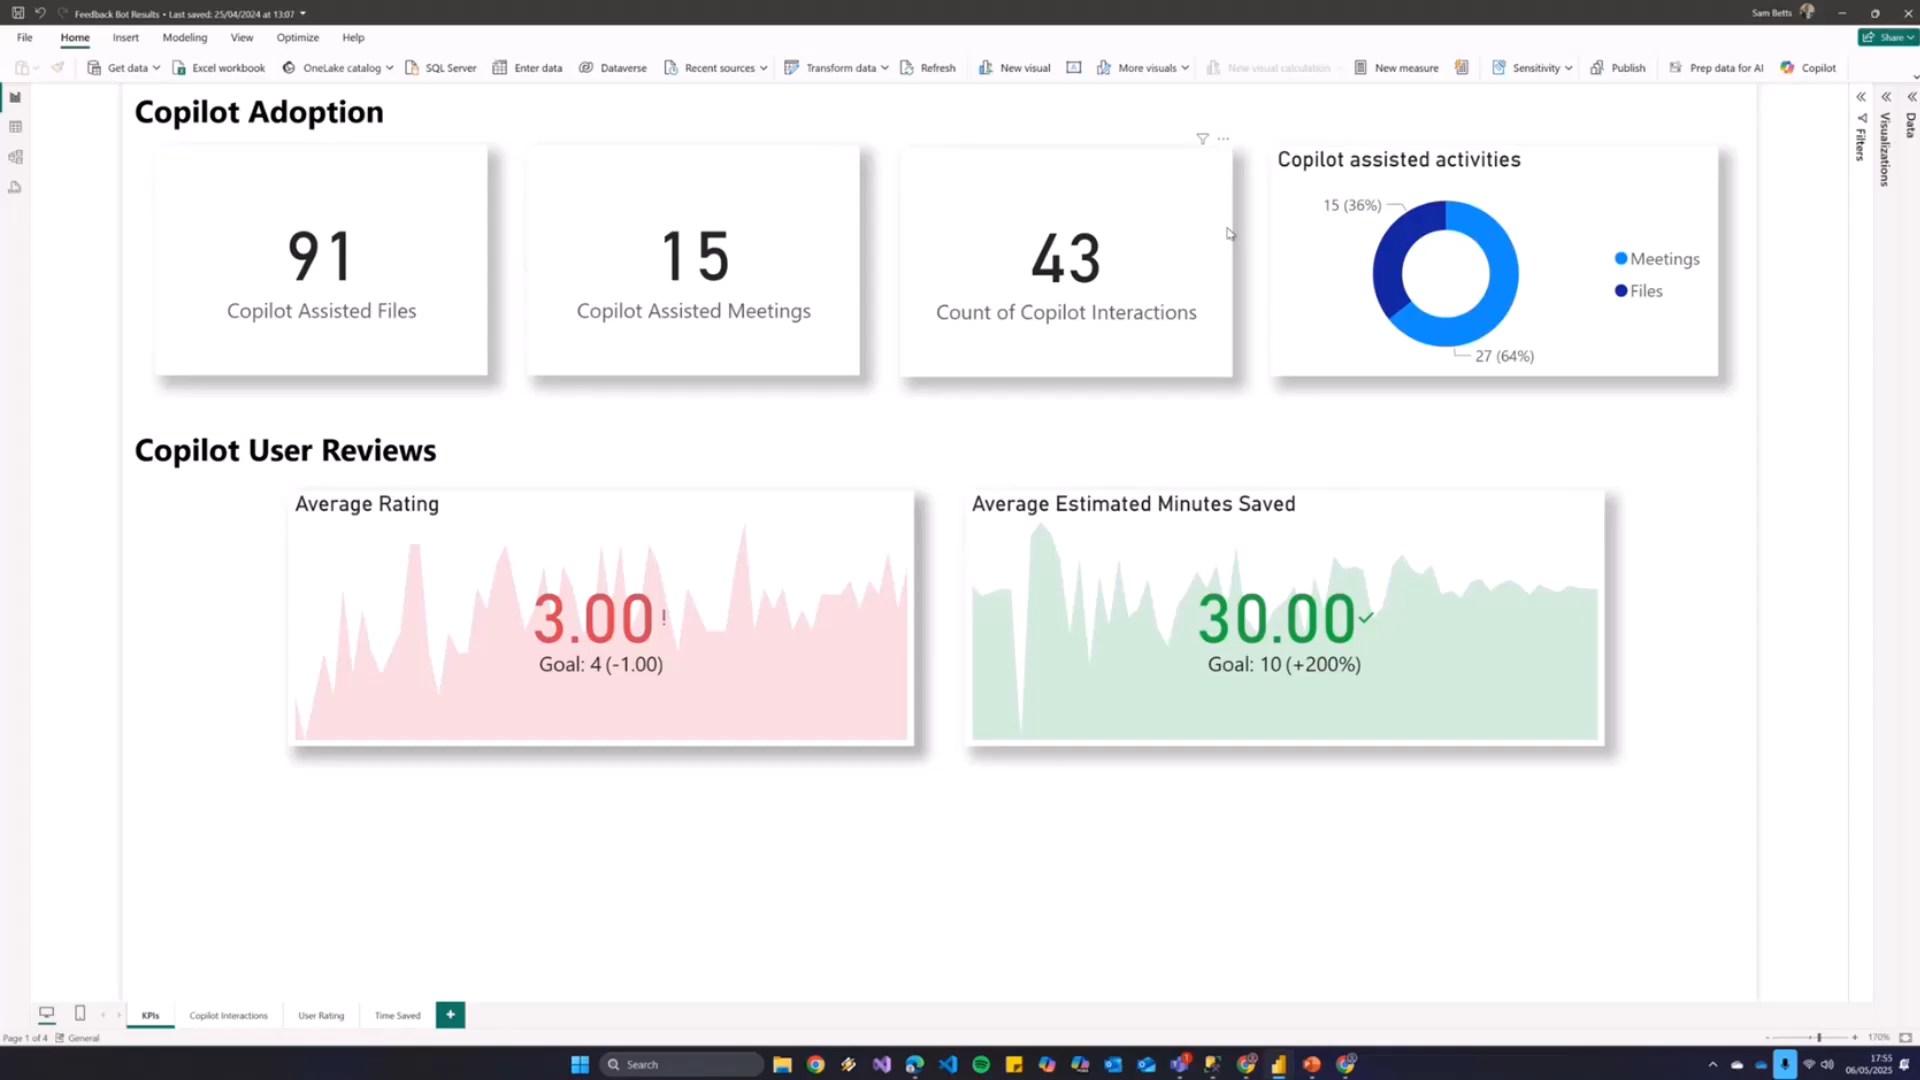 Feedback Bot Results • Last saved: 25/04/2024 at 13:07
Sam Betts
File Home Insert Modeling View Optimize Help
Share
Get data Excel workbook OneLake catalog SQL Server Enter data Dataverse Recent sources Transform data Refresh New visual More visuals New visual calculation New measure Sensitivity Publish Prep data for AI Copilot
Copilot Adoption
91
Copilot Assisted Files
15
Copilot Assisted Meetings
43
Count of Copilot Interactions
Copilot assisted activities
15 (36%)
27 (64%)
Meetings
Files
Filters
Visualizations
Data
Copilot User Reviews
Average Rating
3.00!
Goal: 4 (-1.00)
Average Estimated Minutes Saved
30.00
Goal: 10 (+200%)
KPIs Copilot Interactions User Rating Time Saved +
Page 1 of 4 General
170%
Search
17:55
06/05/2025